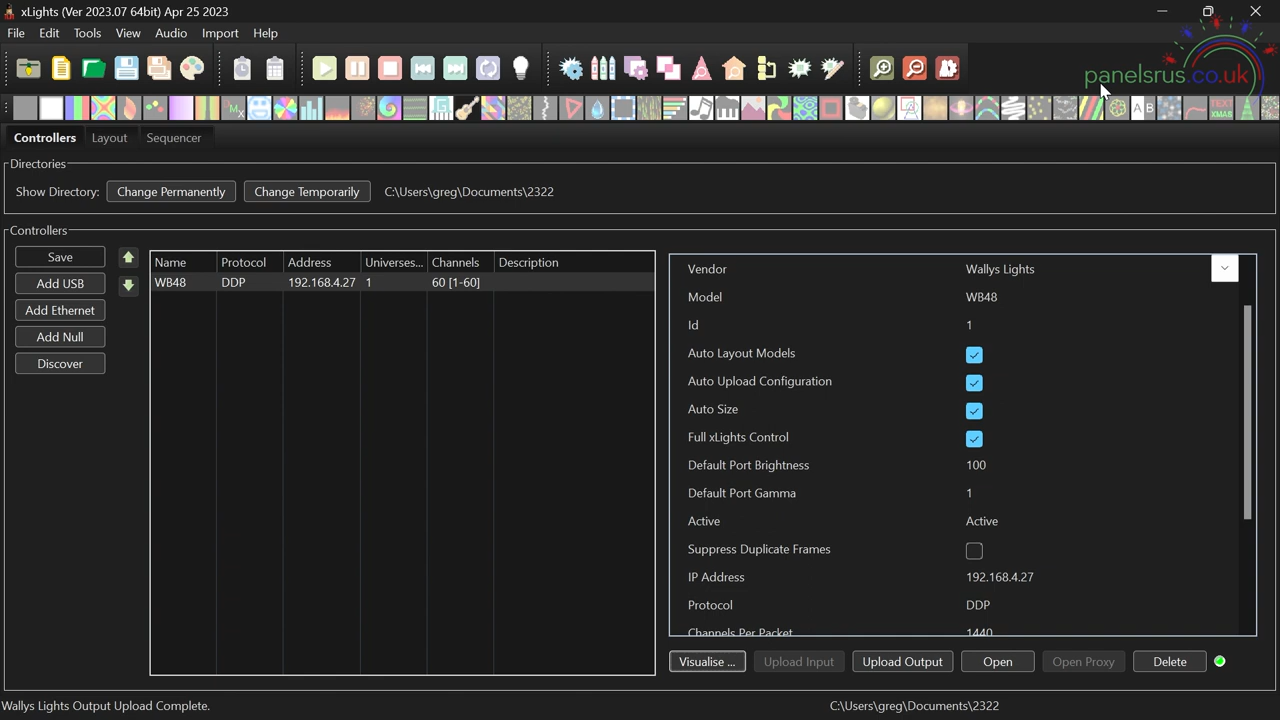 xLights (Ver 2023.07 64bit) Apr 25 2023
File Edit Tools View Audio Import Help
panelsrus.co.uk
Controllers Layout Sequencer
Directories
Show Directory: Change Permanently Change Temporarily C:\Users\greg\Documents\2322
Controllers
Save
Add USB
Add Ethernet
Add Null
Discover
Name Protocol Address Universes... Channels Description
WB48 DDP 192.168.4.27 1 60 [1-60]
Vendor Wallys Lights
Model WB48
Id 1
Auto Layout Models
Auto Upload Configuration
Auto Size
Full xLights Control
Default Port Brightness 100
Default Port Gamma 1
Active Active
Suppress Duplicate Frames
IP Address 192.168.4.27
Protocol DDP
Channels Per Packet 1440
Visualise ... Upload Input Upload Output Open Open Proxy Delete
Wallys Lights Output Upload Complete. C:\Users\greg\Documents\2322